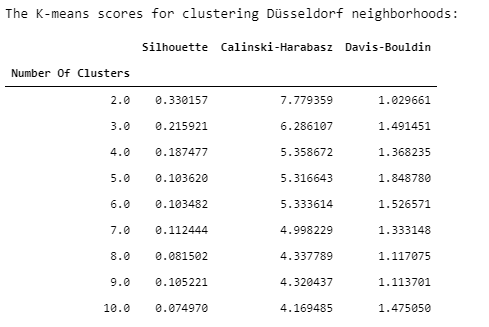 The K-means scores for clustering Düsseldorf neighborhoods:
Silhouette Calinski-Harabasz Davis-Bouldin
Number Of Clusters
2.0 0.330157 7.779359 1.029661
3.0 0.215921 6.286107 1.491451
4.0 0.187477 5.358672 1.368235
5.0 0.103620 5.316643 1.848780
6.0 0.103482 5.333614 1.526571
7.0 0.112444 4.998229 1.333148
8.0 0.081502 4.337789 1.117075
9.0 0.105221 4.320437 1.113701
10.0 0.074970 4.169485 1.475050